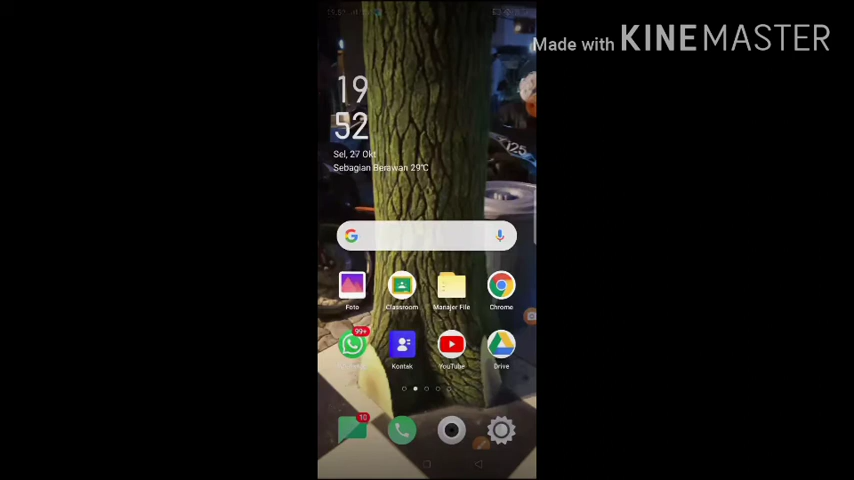 Made with KINEMASTER
19
52
Sel, 27 Okt
Sebagian Berawan 29°C
125
Foto
Classroom
Manajer File
Chrome
99+
Kontak
YouTube
Drive
10